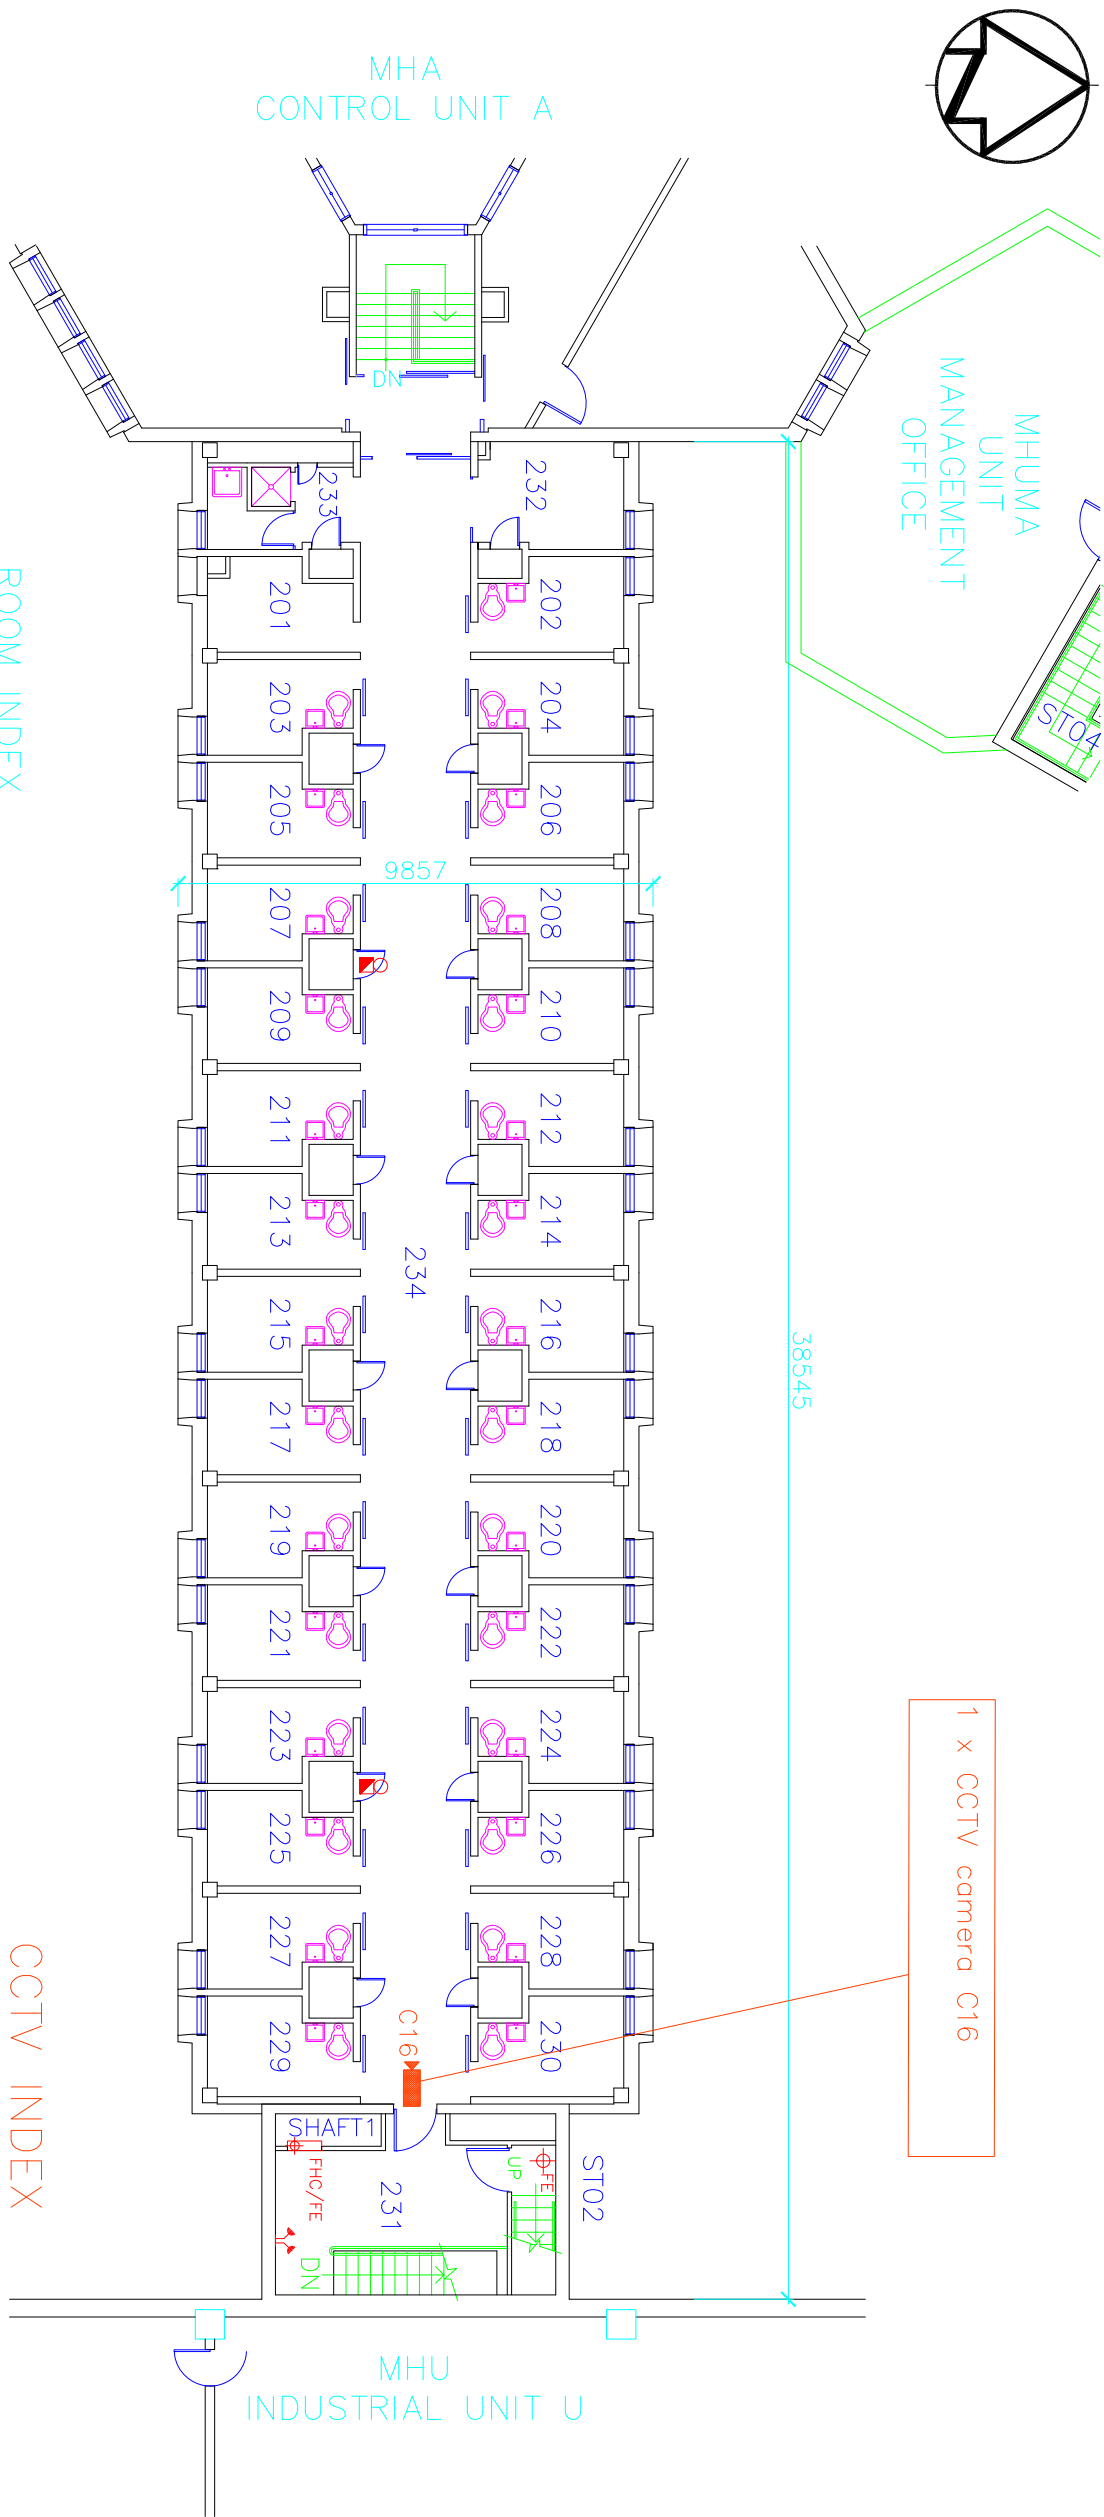 MHA
CONTROL UNIT A
N
DN
MHUMA
UNIT
MANAGEMENT
OFFICE
ST04
ROOM INDEX
233
232
201
202
203
204
205
206
9857
207
208
209
210
211
212
213
214
234
215
216
38545
217
218
219
220
221
222
223
224
1 x CCTV camera C16
225
226
227
228
229
230
C16
CCTV INDEX
SHAFT1
FHC/FE
231
UP
FE
ST02
DN
MHU
INDUSTRIAL UNIT U